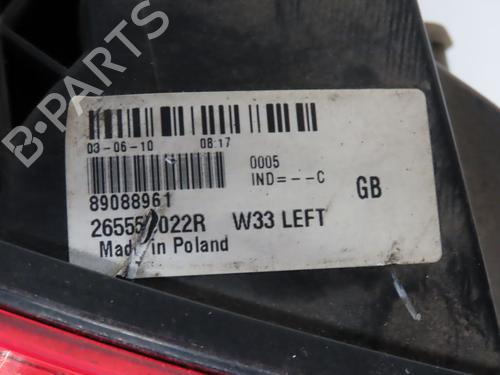 B-PARTS
03-06-10 08:17
0005
IND=--C
89088961
GB
W33 LEFT
Made in Poland